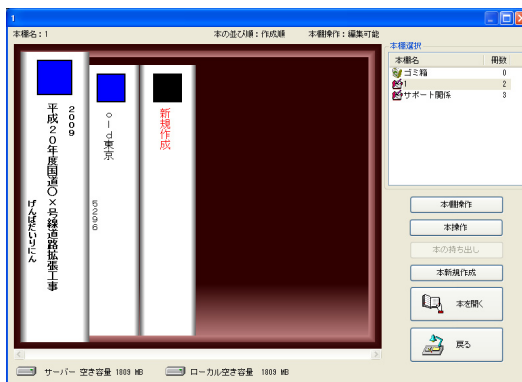 1
本棚名：1
本の並び順：作成順
本棚操作：編集可能
2009
平成20年度国道○×号線道路拡張工事
げんばだいりにん
old東京
5296
新規作成
本棚選択
本棚名 冊数
ゴミ箱 0
1 2
サポート関係 3
本棚操作
本操作
本の持ち出し
本新規作成
本を開く
戻る
サーバー 空き容量 1809 MB
ローカル空き容量 1809 MB